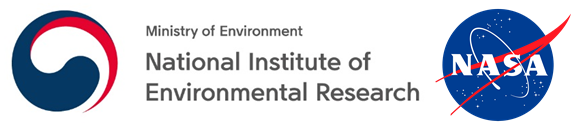 Ministry of Environment
National Institute of
Environmental Research
NASA